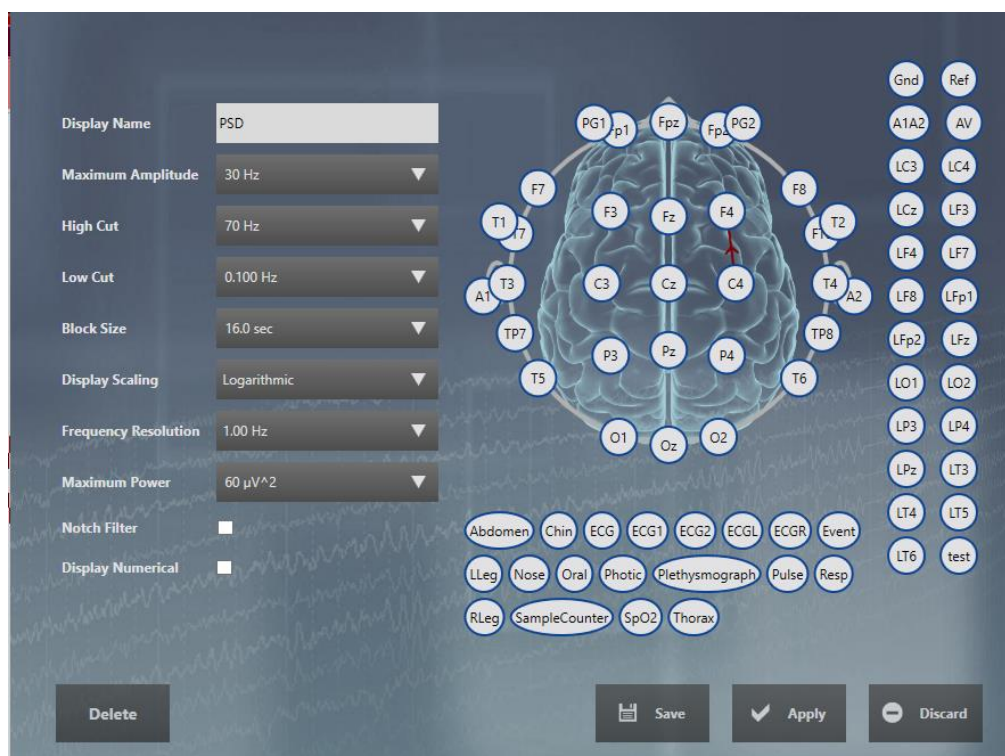 Display Name PSD
Maximum Amplitude 30 Hz
High Cut 70 Hz
Low Cut 0.100 Hz
Block Size 16.0 sec
Display Scaling Logarithmic
Frequency Resolution 1.00 Hz
Maximum Power 60 µV^2
Notch Filter
Display Numerical
PG1 Fpz PG2
F7 F8
F3 Fz F4
T1 T2
C3 Cz C4
A1 T3 T4 A2
TP7 TP8
P3 Pz P4
T5 T6
O1 Oz O2
Gnd Ref
A1A2 AV
LC3 LC4
LCz LF3
LF4 LF7
LF8 LFp1
LFp2 LFz
LO1 LO2
LP3 LP4
LPz LT3
LT4 LT5
LT6 test
Abdomen Chin ECG ECG1 ECG2 ECGL ECGR Event
LLeg Nose Oral Photic Plethysmograph Pulse Resp
RLeg SampleCounter SpO2 Thorax
Delete Save Apply Discard